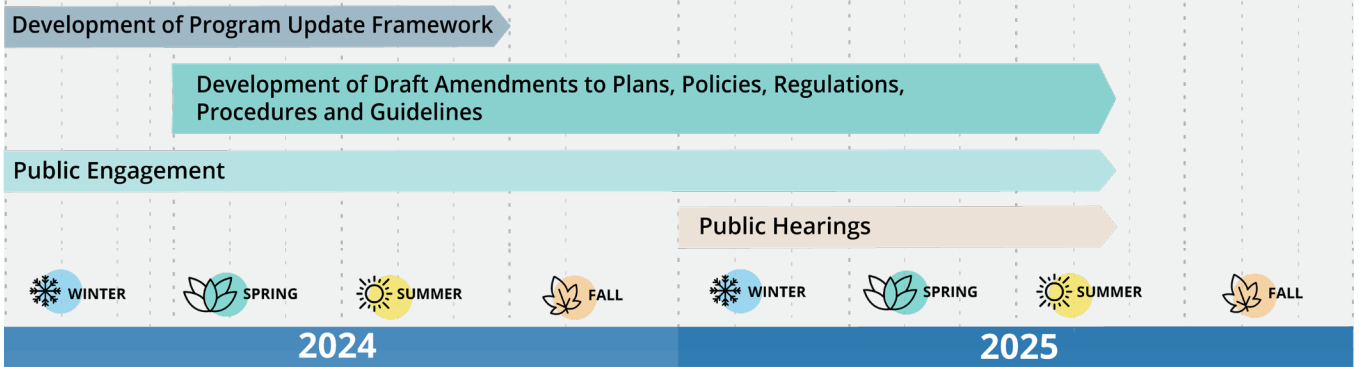 Development of Program Update Framework
Development of Draft Amendments to Plans, Policies, Regulations,
Procedures and Guidelines
Public Engagement
Public Hearings
WINTER SPRING SUMMER FALL WINTER SPRING SUMMER FALL
2024 2025